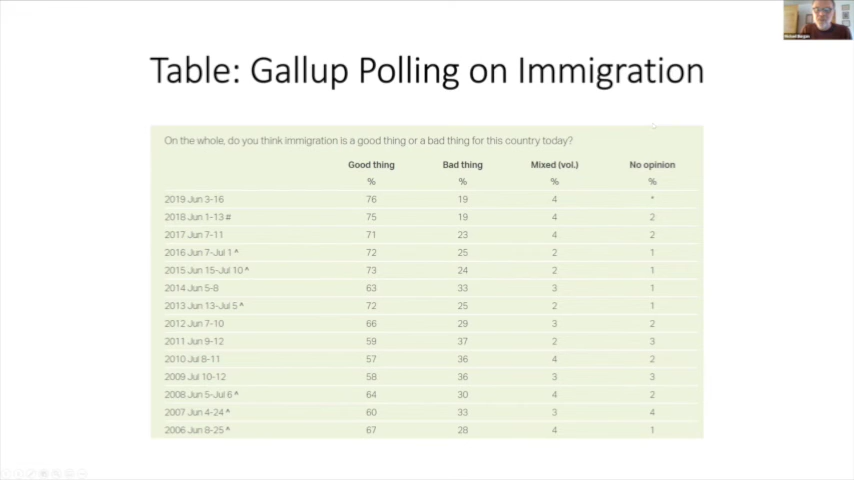 Table: Gallup Polling on Immigration
On the whole, do you think immigration is a good thing or a bad thing for this country today?
Good thing Bad thing Mixed (vol.) No opinion
% % % %
2019 Jun 3-16 76 19 4 *
2018 Jun 1-13 # 75 19 4 2
2017 Jun 7-11 71 23 4 2
2016 Jun 7-Jul 1 ^ 72 25 2 1
2015 Jun 15-Jul 10 ^ 73 24 2 1
2014 Jun 5-8 63 33 3 1
2013 Jun 13-Jul 5 ^ 72 25 2 1
2012 Jun 7-10 66 29 3 2
2011 Jun 9-12 59 37 2 3
2010 Jul 8-11 57 36 4 2
2009 Jul 10-12 58 36 3 3
2008 Jun 5-Jul 6 ^ 64 30 4 2
2007 Jun 4-24 ^ 60 33 3 4
2006 Jun 8-25 ^ 67 28 4 1